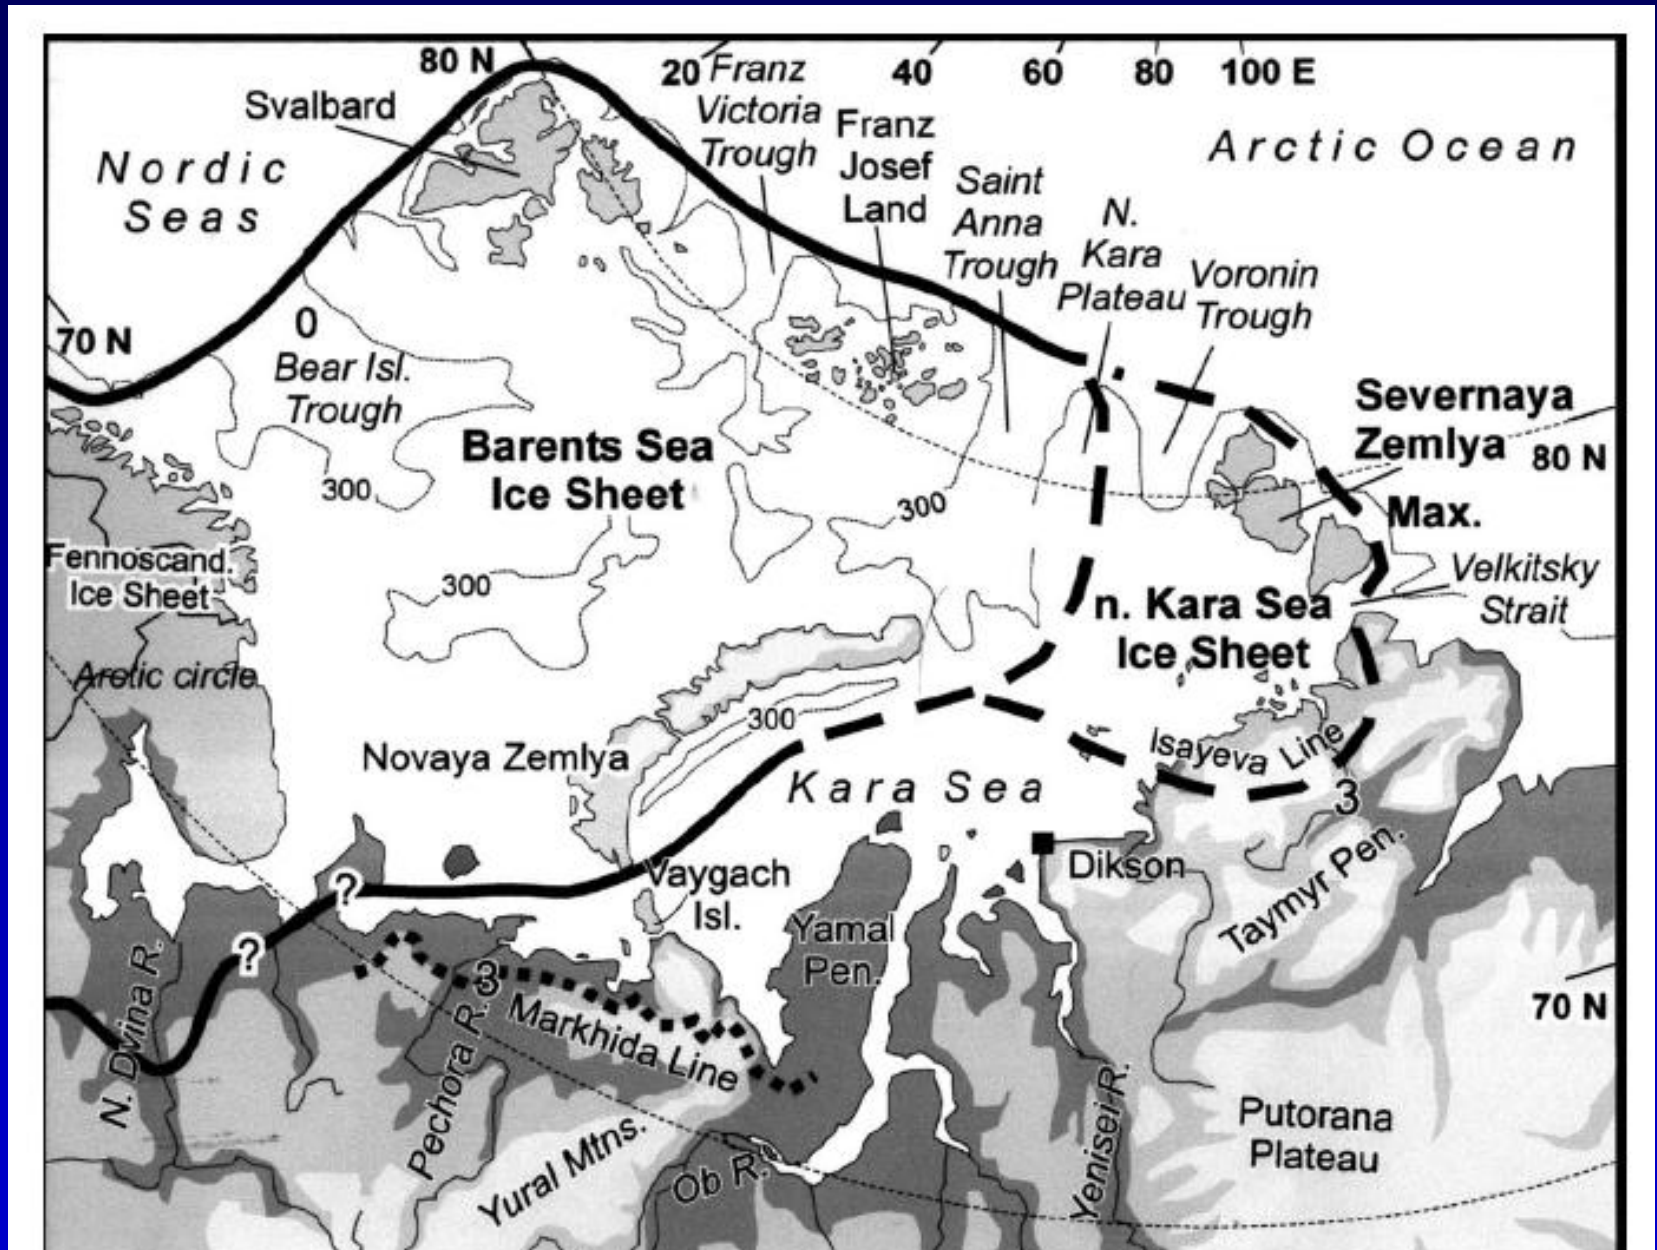 80 N
20
40
60
80
100 E
Franz
Victoria
Trough
Svalbard
Franz
Josef
Land
Arctic Ocean
Nordic
Seas
Saint
Anna
Trough
N.
Kara
Plateau
Voronin
Trough
0
70 N
Bear Isl.
Trough
Severnaya
Zemlya
80 N
Barents Sea
Ice Sheet
300
300
Max.
Fennoscand.
Ice Sheet
300
Velkitsky
Strait
n. Kara Sea
Ice Sheet
Arctic circle
300
Novaya Zemlya
Isayeva Line
Kara Sea
3
Dikson
Vaygach
Isl.
?
Taymyr Pen.
Yamal
Pen.
?
N. Dvina R.
3
Markhida Line
Pechora R.
70 N
Yural Mtns.
Ob R.
Yenisei R.
Putorana
Plateau